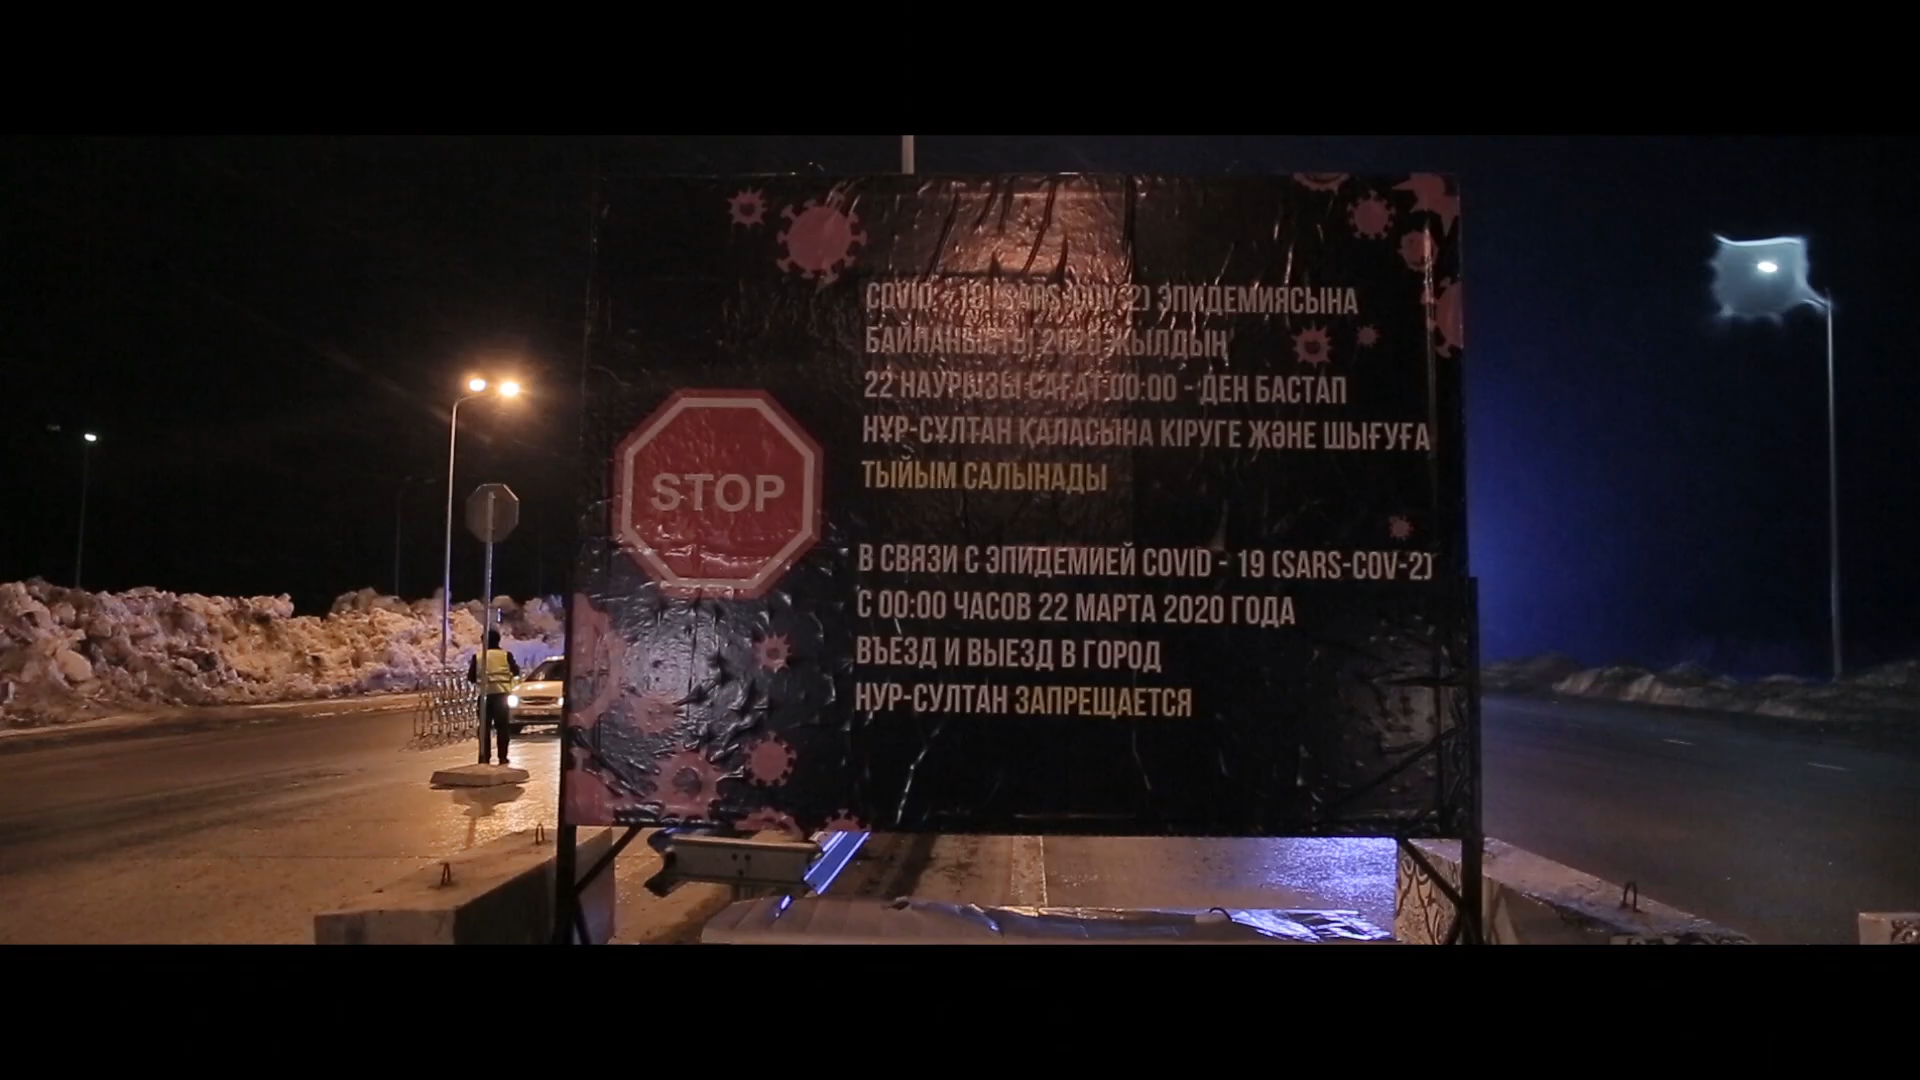 STOP
COVID - 19 (SARS-COV-2) ЭПИДЕМИЯСЫНА
БАЙЛАНЫСТЫ 2020 ЖЫЛДЫҢ
22 НАУРЫЗЫ САҒАТ 00:00 - ДЕН БАСТАП
НҰР-СҰЛТАН ҚАЛАСЫНА КІРУГЕ ЖӘНЕ ШЫҒУҒА
ТЫЙЫМ САЛЫНАДЫ
В СВЯЗИ С ЭПИДЕМИЕЙ COVID - 19 (SARS-COV-2)
С 00:00 ЧАСОВ 22 МАРТА 2020 ГОДА
ВЪЕЗД И ВЫЕЗД В ГОРОД
НУР-СУЛТАН ЗАПРЕЩАЕТСЯ